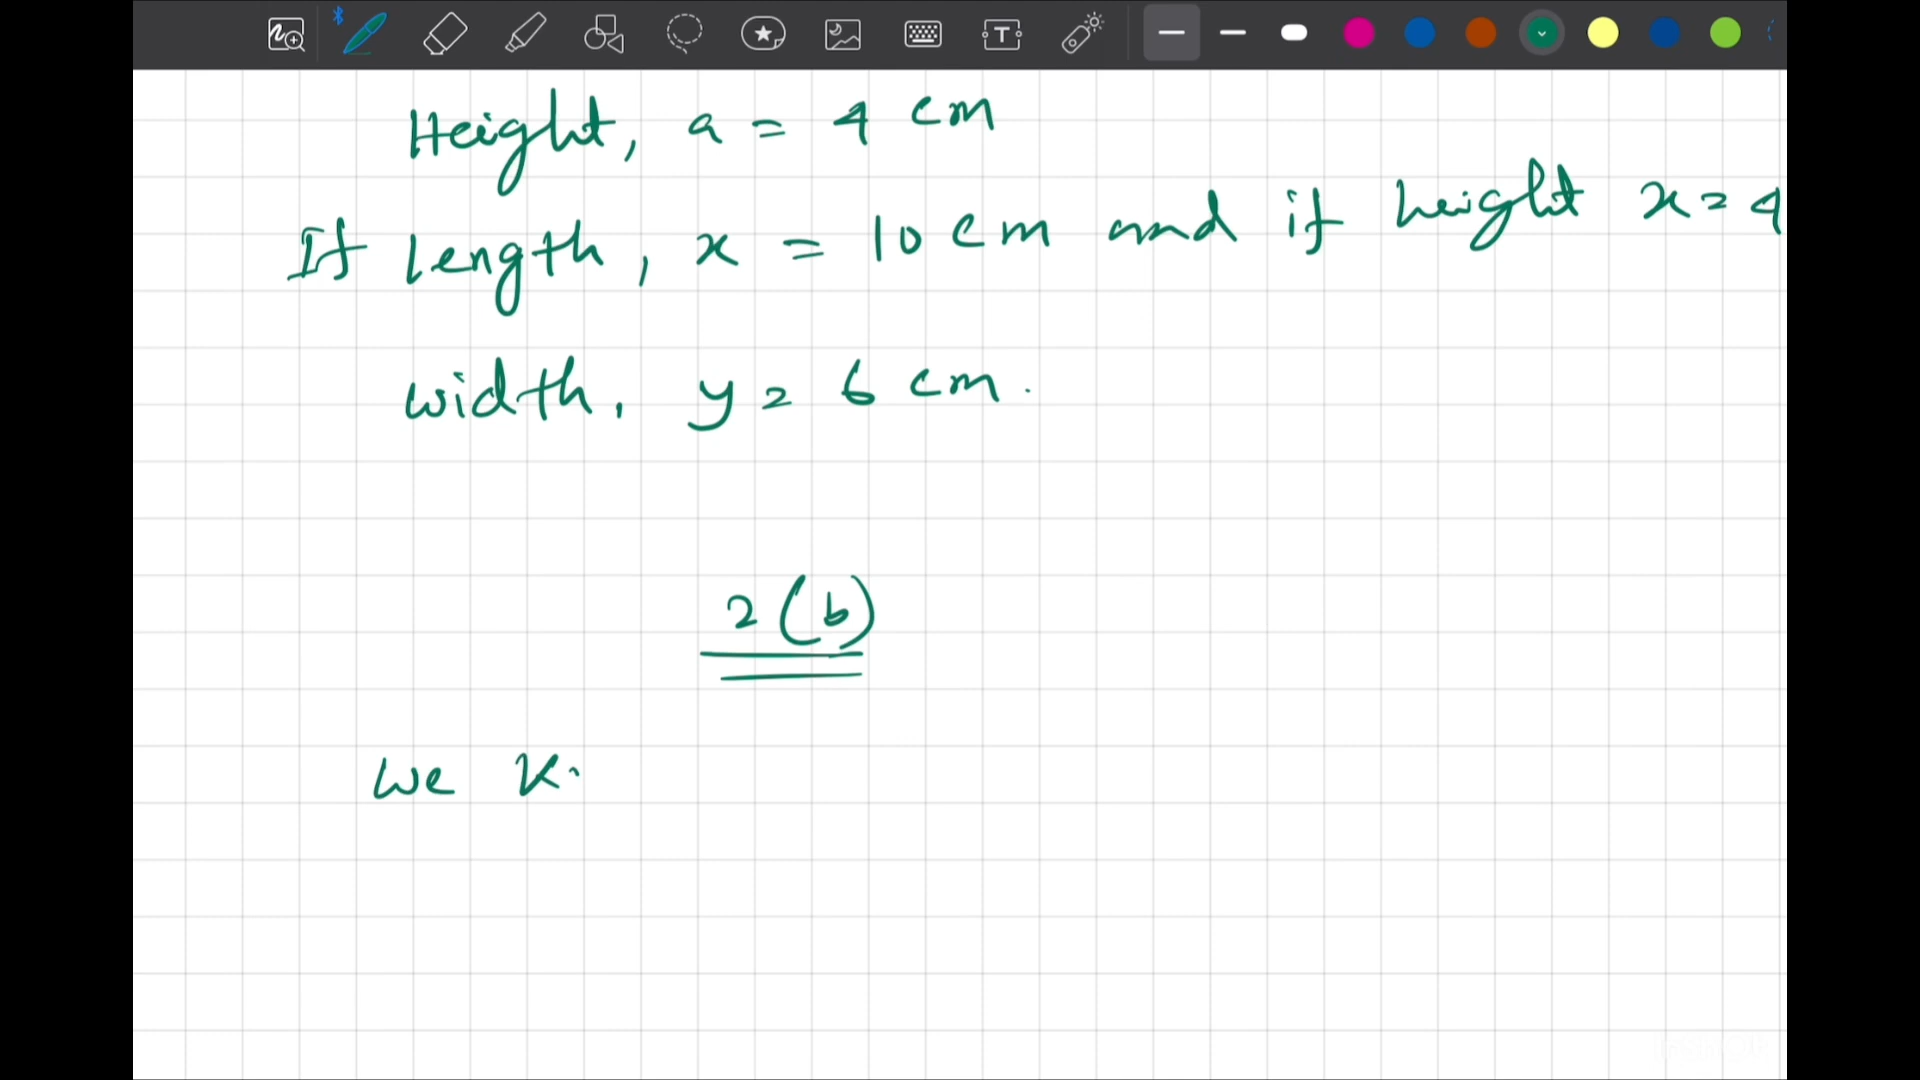 Height, a = 4 cm
If Length, x = 10 cm and if height x = 4
width, y = 6 cm.
2 (b)
We K